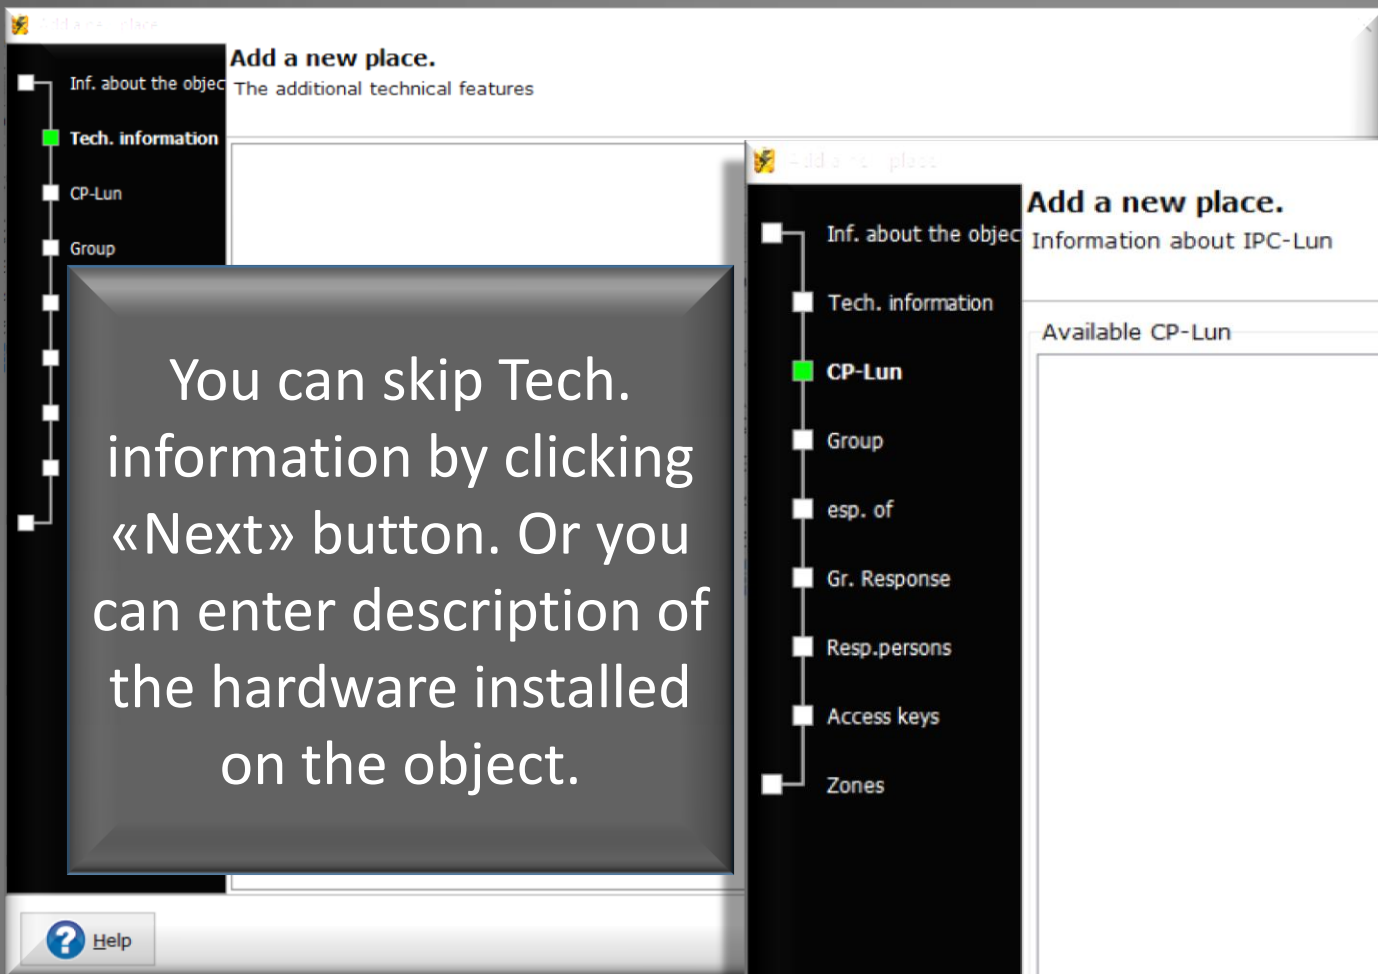 Add a new place.
Add a new place.
The additional technical features
Inf. about the objec
Tech. information
CP-Lun
Group
You can skip Tech.
information by clicking
«Next» button. Or you
can enter description of
the hardware installed
on the object.
Help
Add a new place.
Information about IPC-Lun
Inf. about the objec
Tech. information
CP-Lun
Group
esp. of
Gr. Response
Resp.persons
Access keys
Zones
Available CP-Lun